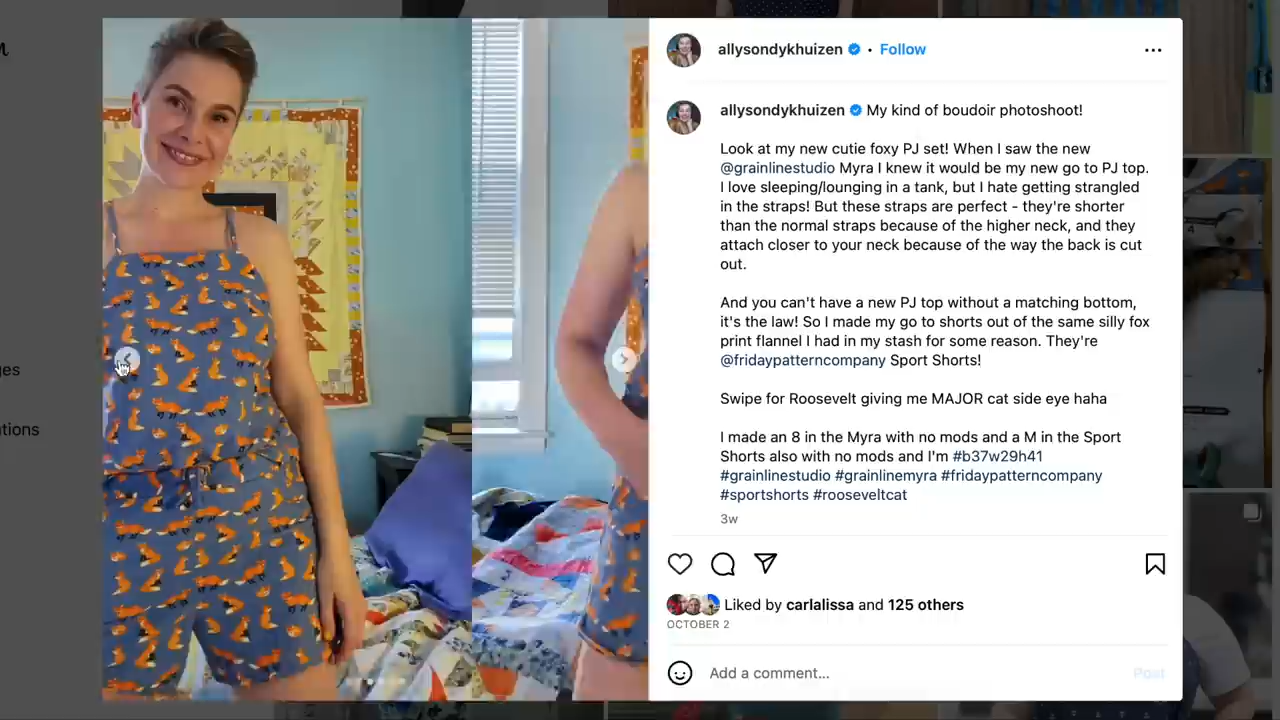 allysondykhuizen • Follow
allysondykhuizen My kind of boudoir photoshoot!
Look at my new cutie foxy PJ set! When I saw the new
@grainlinestudio Myra I knew it would be my new go to PJ top.
I love sleeping/lounging in a tank, but I hate getting strangled
in the straps! But these straps are perfect - they're shorter
than the normal straps because of the higher neck, and they
attach closer to your neck because of the way the back is cut
out.
And you can't have a new PJ top without a matching bottom,
it's the law! So I made my go to shorts out of the same silly fox
print flannel I had in my stash for some reason. They're
@fridaypatterncompany Sport Shorts!
Swipe for Roosevelt giving me MAJOR cat side eye haha
I made an 8 in the Myra with no mods and a M in the Sport
Shorts also with no mods and I'm #b37w29h41
#grainlinestudio #grainlinemyra #fridaypatterncompany
#sportshorts #rooseveltcat
3w
Liked by carlalissa and 125 others
OCTOBER 2
Add a comment...
Post